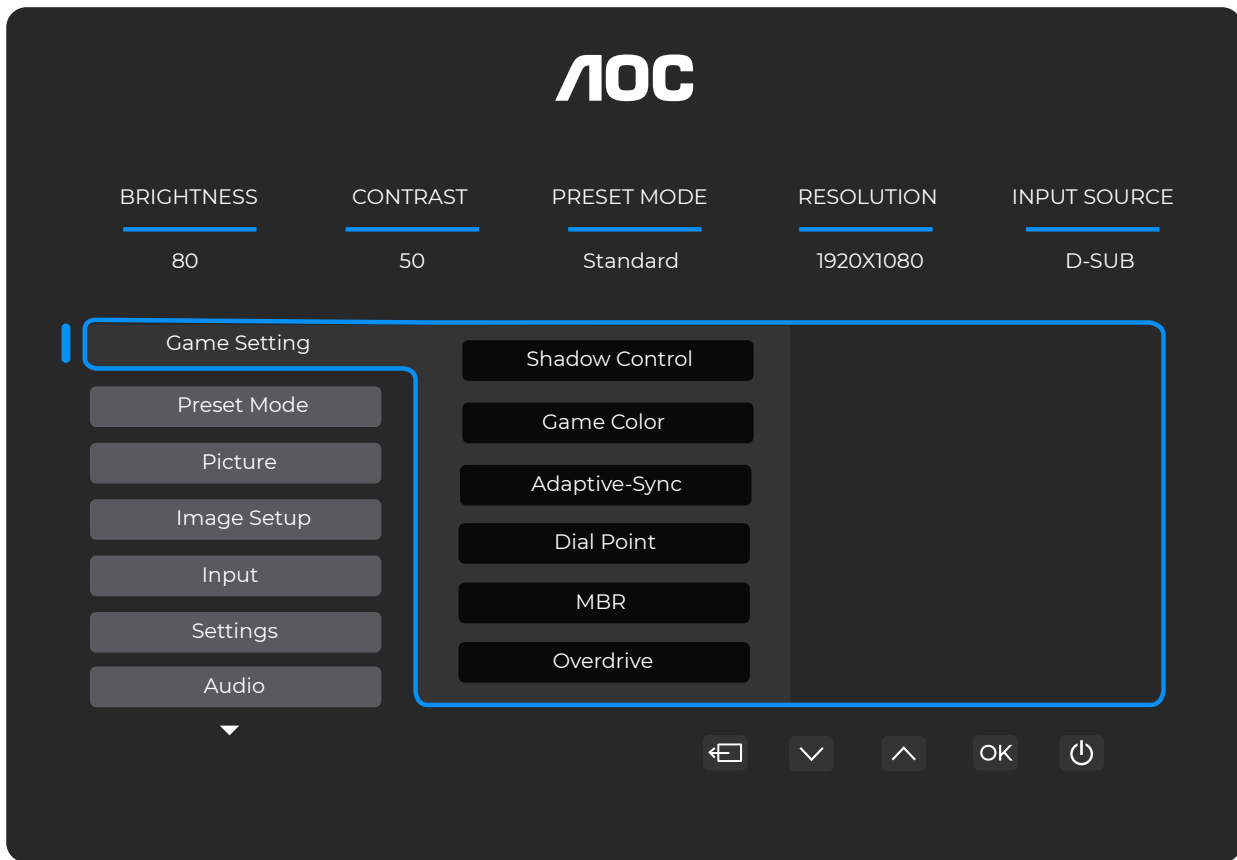 AOC
BRIGHTNESS CONTRAST PRESET MODE RESOLUTION INPUT SOURCE
80 50 Standard 1920X1080 D-SUB
Game Setting
Preset Mode
Picture
Image Setup
Input
Settings
Audio
Shadow Control
Game Color
Adaptive-Sync
Dial Point
MBR
Overdrive
OK